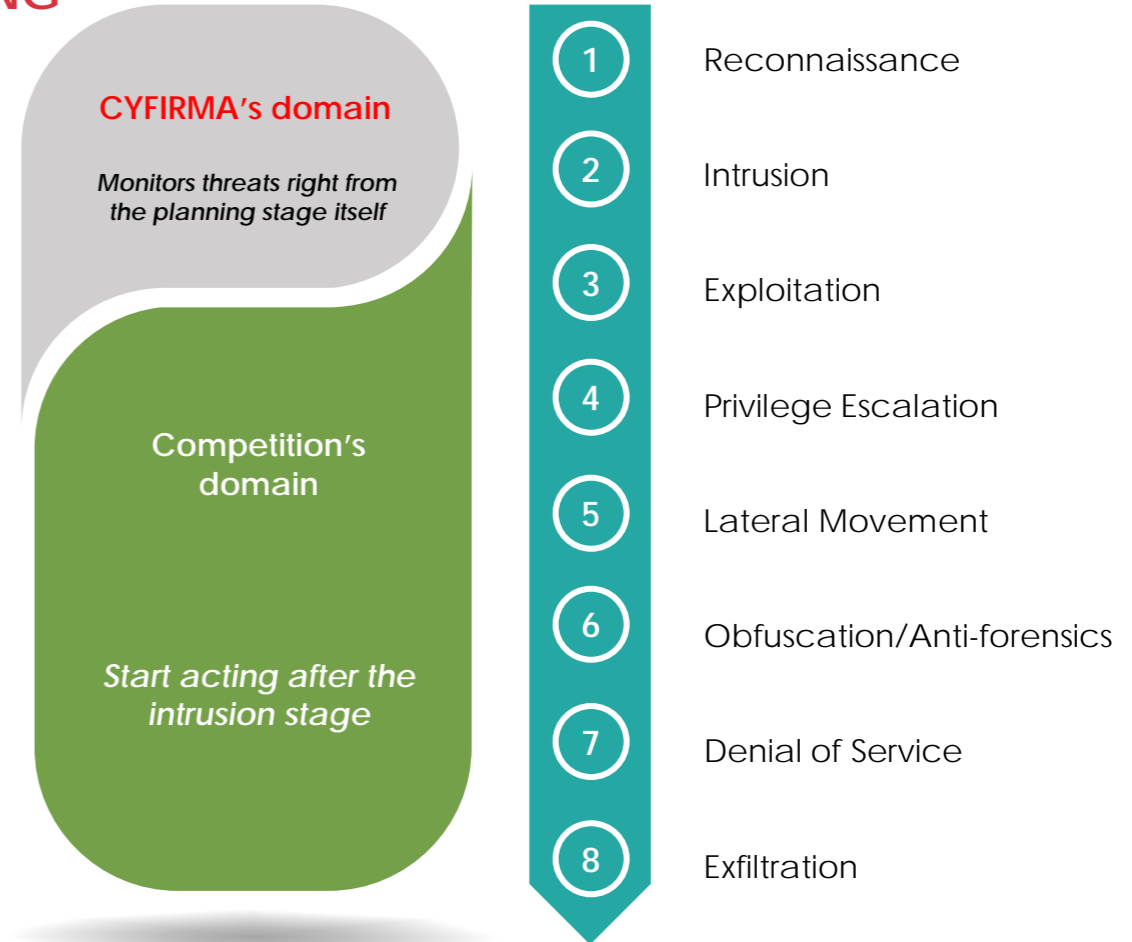 CYFIRMA's domain
Monitors threats right from
the planning stage itself
Competition's
domain
Start acting after the
intrusion stage
1 Reconnaissance
2 Intrusion
3 Exploitation
4 Privilege Escalation
5 Lateral Movement
6 Obfuscation/Anti-forensics
7 Denial of Service
8 Exfiltration